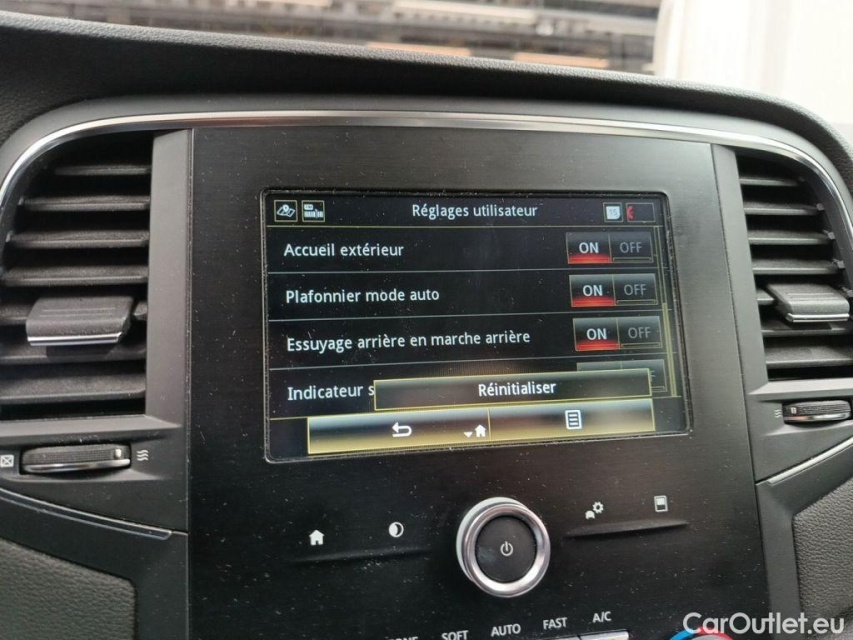 Réglages utilisateur
Accueil extérieur ON OFF
Plafonnier mode auto ON OFF
Essuyage arrière en marche arrière ON OFF
Indicateur
Réinitialiser
SOFT AUTO FAST A/C
CarOutlet.eu